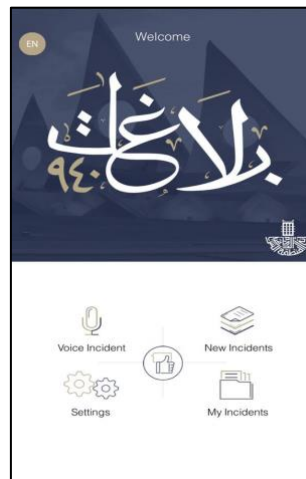 Welcome
EN
بلاغات
٩٤٠
Voice Incident
New Incidents
Settings
My Incidents